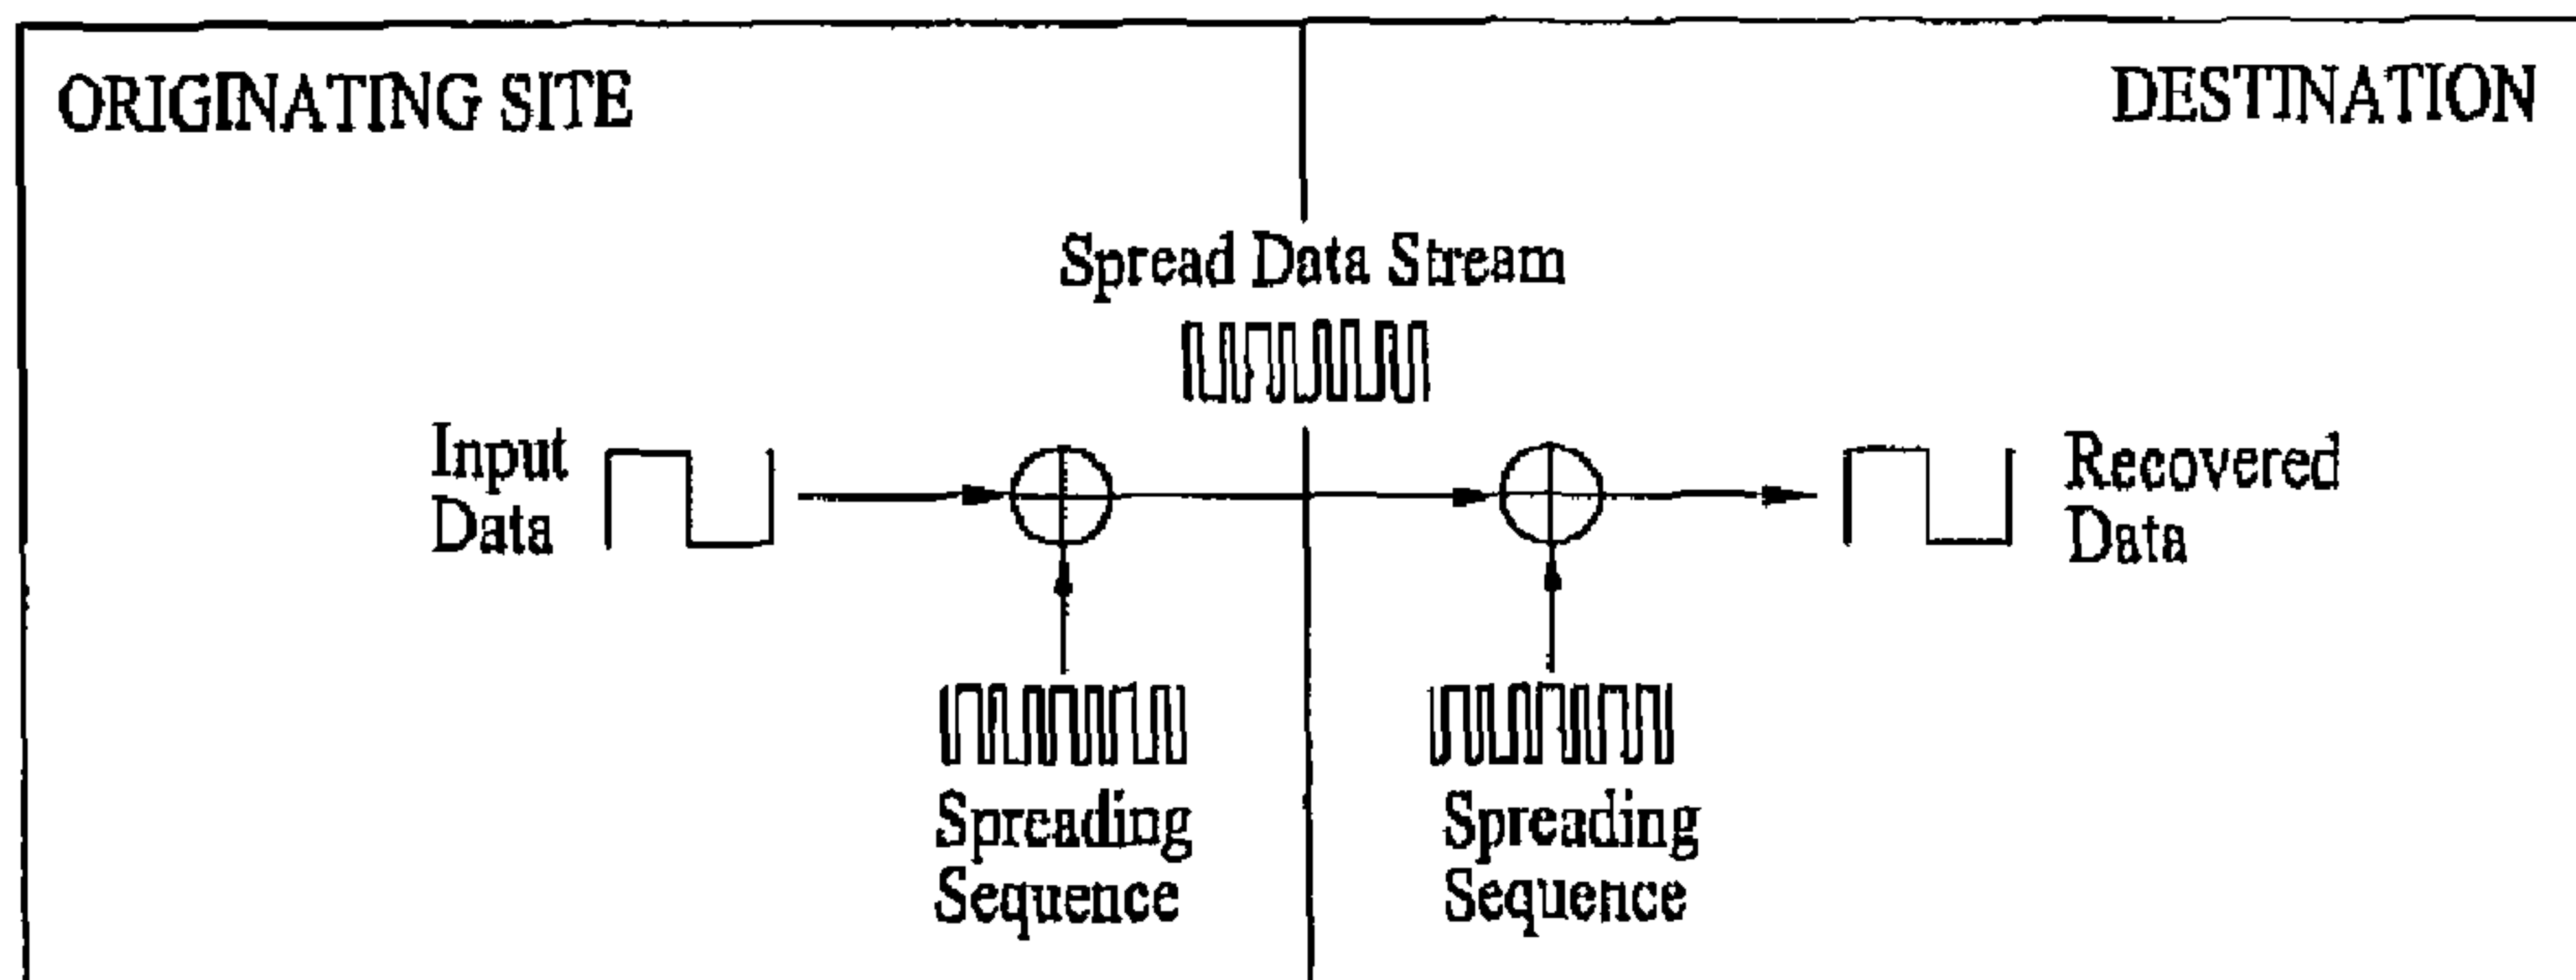 ORIGINATING SITE
DESTINATION
Spread Data Stream
Input
Data
Recovered
Data
Spreading
Sequence
Spreading
Sequence